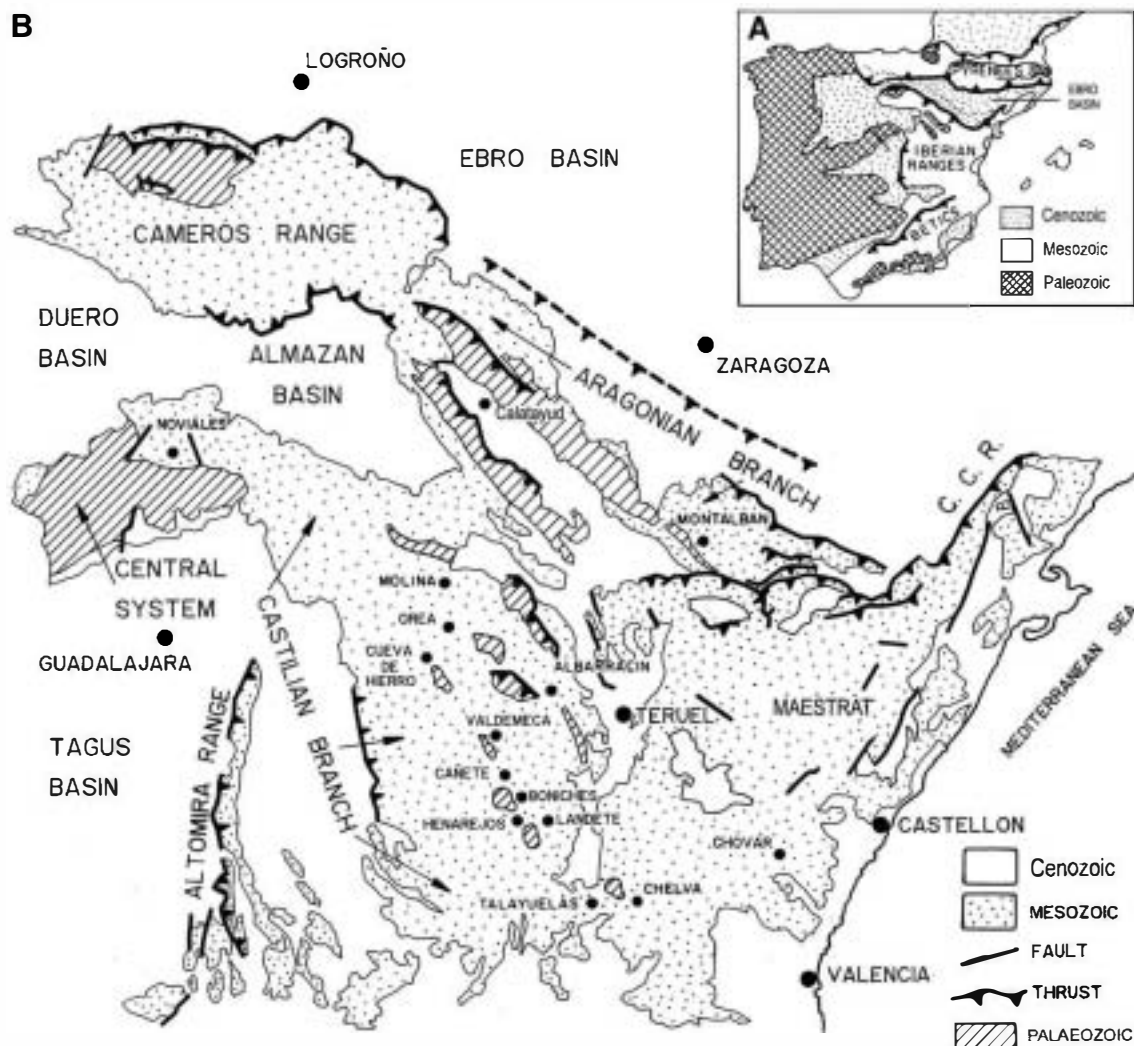 B
LOGROÑO
EBRO BASIN
CAMEROS RANGE
DUERO
BASIN
ALMAZAN
BASIN
ARAGONIAN
BRANCH
ZARAGOZA
Calatayud
NOVIALES
C. C. R.
MONTALBAN
CENTRAL
SYSTEM
MOLINA
OREA
CUEVA
DE
HIERRO
ALBARRACIN
GUADALAJARA
CASTILIAN
BRANCH
TERUEL
MAESTRAT
MEDITERRANEAN SEA
VALDEMECA
TAGUS
BASIN
ALTOMIRA RANGE
CAÑETE
BONICHES
HENAREJOS
LANDETE
CASTELLON
CHOVAR
CHELVA
TALAYUELAS
VALENCIA
Cenozoic
MESOZOIC
FAULT
THRUST
PALAEOZOIC
A
EBRO
BASIN
IBERIAN
RANGES
BETICS
Cenozoic
Mesozoic
Paleozoic